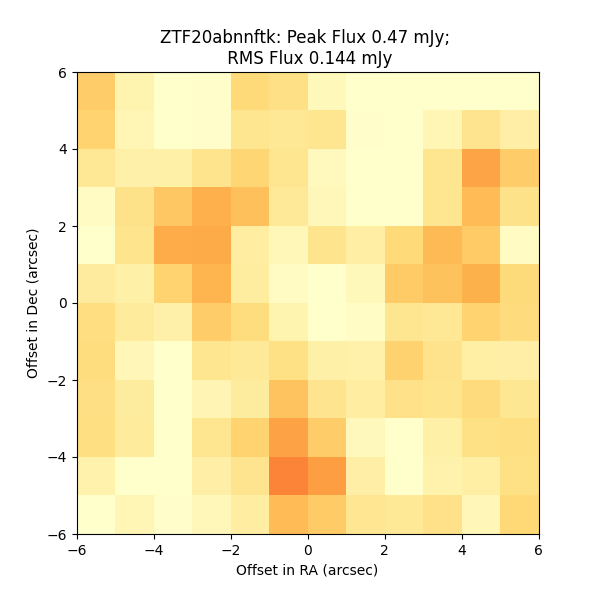 ZTF20abnnftk: Peak Flux 0.47 mJy;
RMS Flux 0.144 mJy
6
4
2
0
−2
−4
−6
Offset in Dec (arcsec)
−6 −4 −2 0 2 4 6
Offset in RA (arcsec)